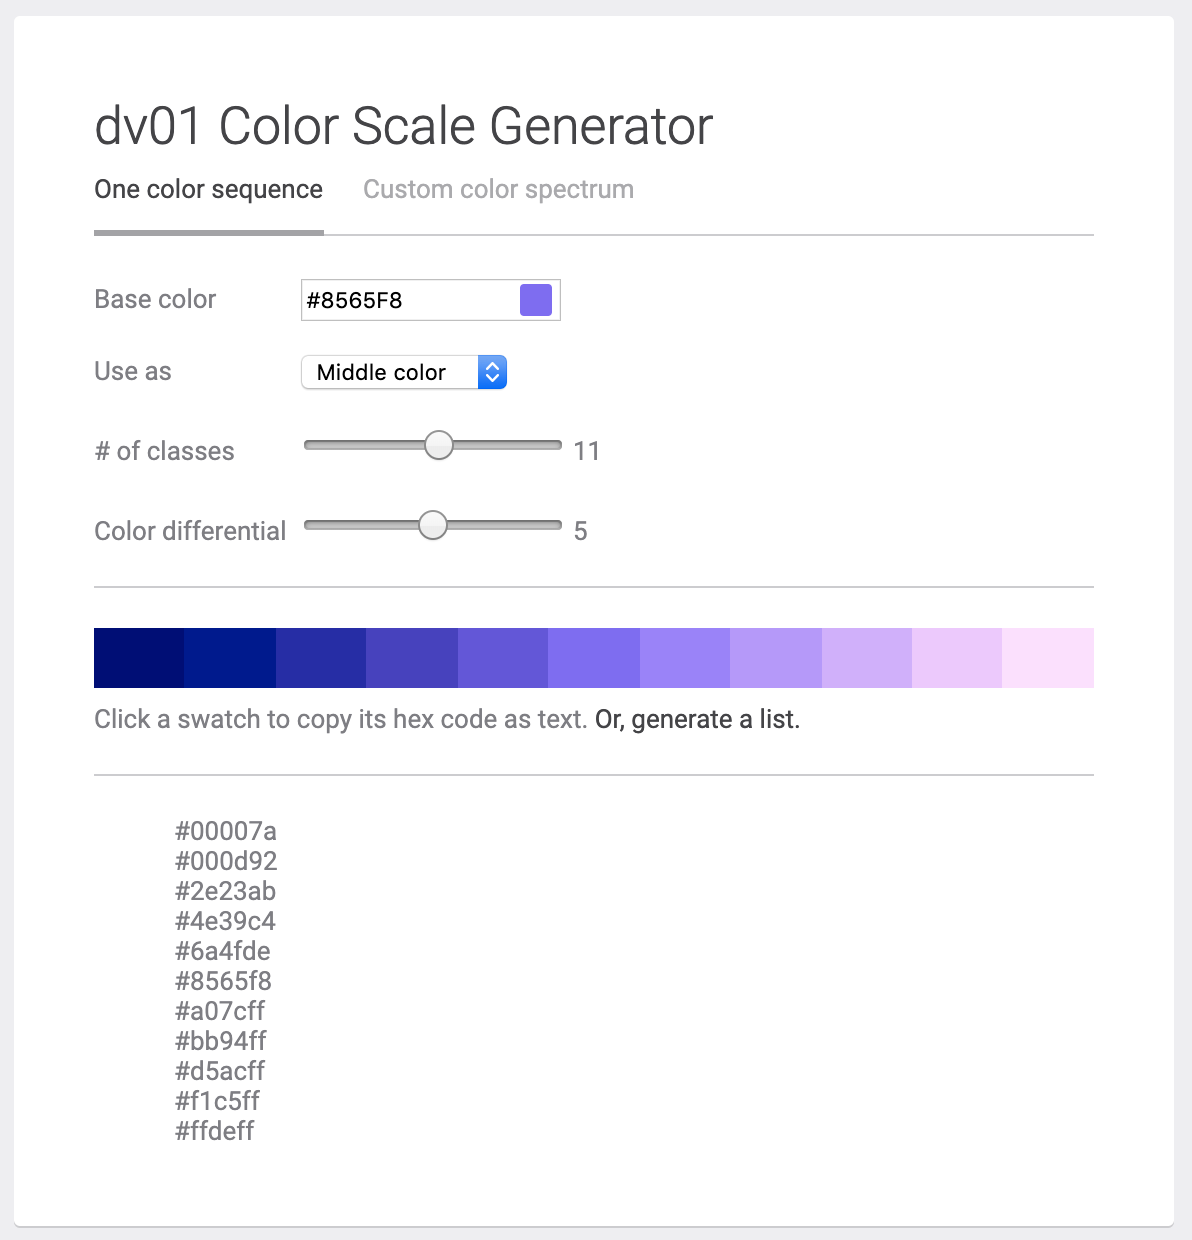 dv01 Color Scale Generator
One color sequence Custom color spectrum
Base color #8565F8
Use as Middle color
# of classes 11
Color differential 5
Click a swatch to copy its hex code as text. Or, generate a list.
#00007a
#000d92
#2e23ab
#4e39c4
#6a4fde
#8565f8
#a07cff
#bb94ff
#d5acff
#f1c5ff
#ffdeff